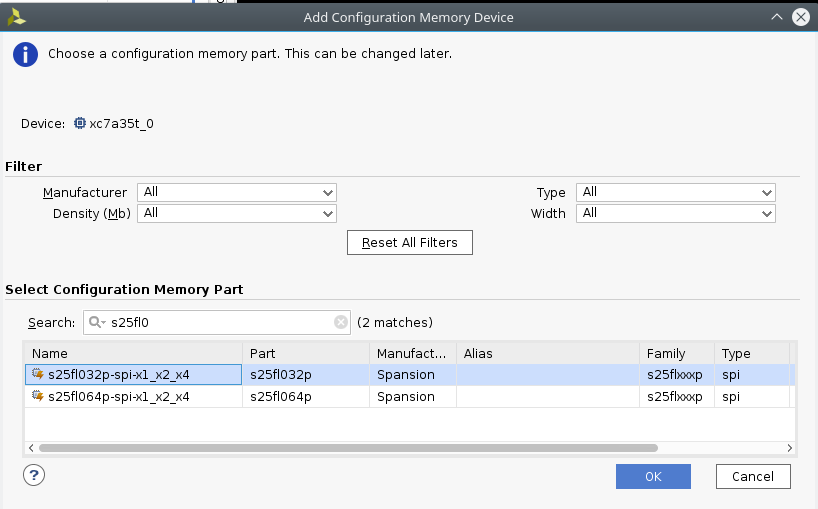 Add Configuration Memory Device
Choose a configuration memory part. This can be changed later.
Device: xc7a35t_0
Filter
Manufacturer All Type All
Density (Mb) All Width All
Reset All Filters
Select Configuration Memory Part
Search: s25fl0 (2 matches)
Name Part Manufact... Alias Family Type
s25fl032p-spi-x1_x2_x4 s25fl032p Spansion s25flxxxp spi
s25fl064p-spi-x1_x2_x4 s25fl064p Spansion s25flxxxp spi
? OK Cancel